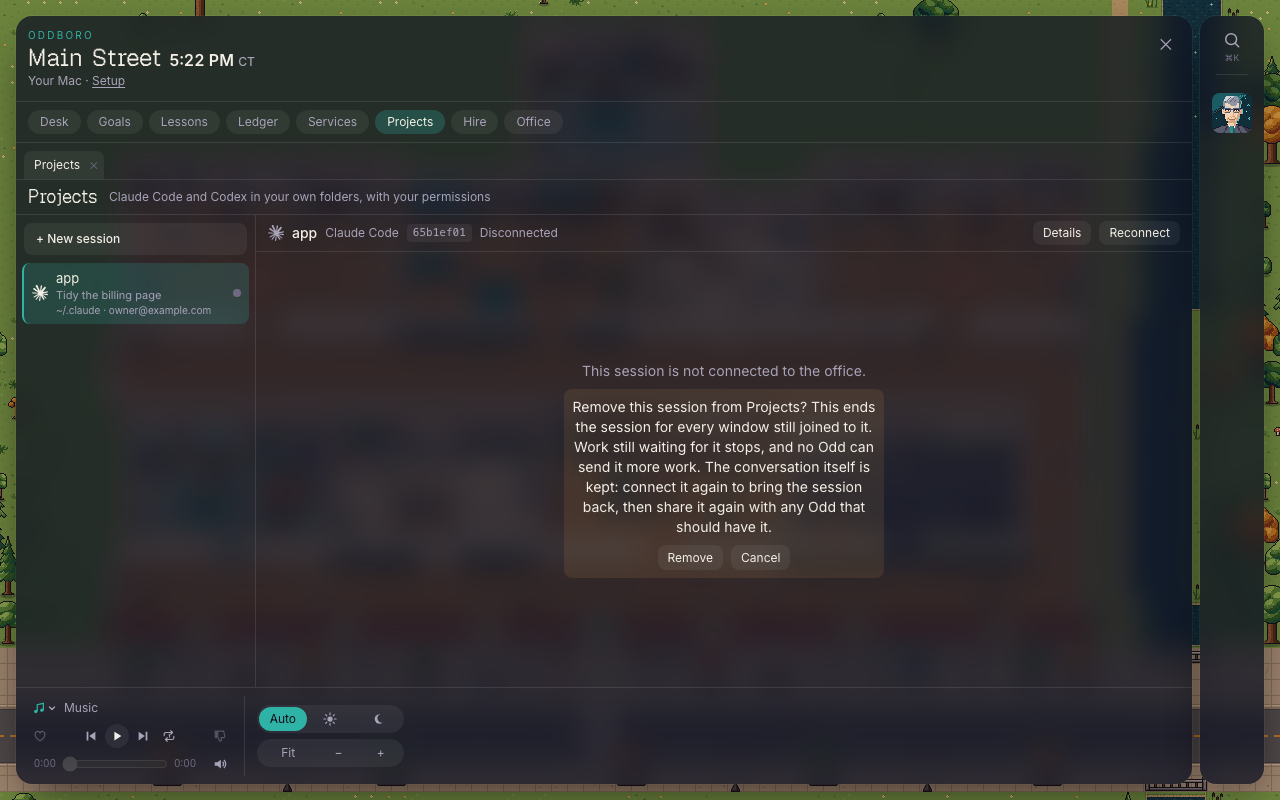 ODDBORO
Main Street 5:22 PM CT
Your Mac · Setup
⌘K
Desk Goals Lessons Ledger Services Projects Hire Office
Projects
Projects Claude Code and Codex in your own folders, with your permissions
+ New session
app Claude Code 65b1ef01 Disconnected Details Reconnect
app
Tidy the billing page
~/.claude · owner@example.com
This session is not connected to the office.
Remove this session from Projects? This ends
the session for every window still joined to it.
Work still waiting for it stops, and no Odd can
send it more work. The conversation itself is
kept: connect it again to bring the session
back, then share it again with any Odd that
should have it.
Remove Cancel
Music
0:00 0:00
Auto
Fit − +